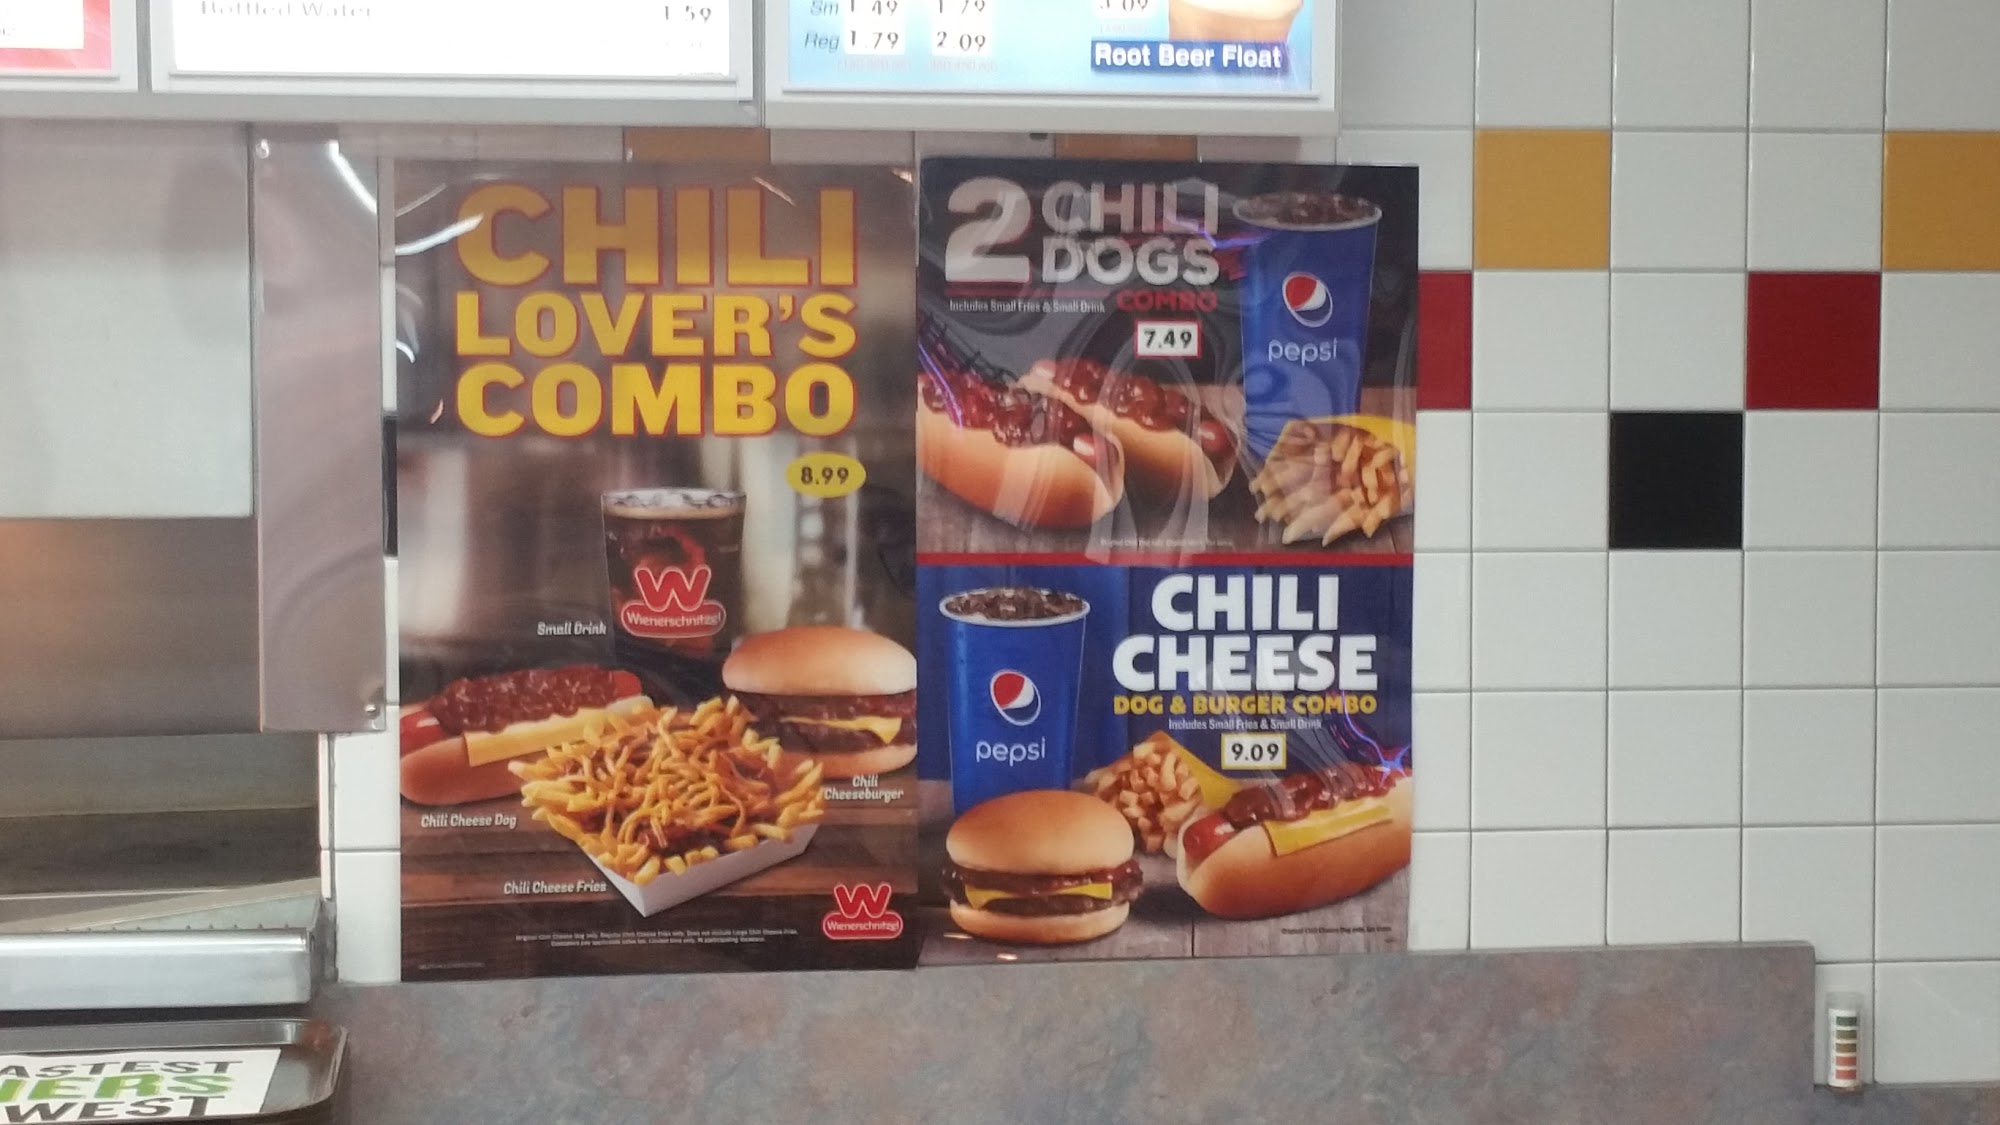 Bottled Water 1.59
Sm 1.49 1.79 3.09
Reg 1.79 2.09
Root Beer Float
CHILI
LOVER'S
COMBO
8.99
W
Wienerschnitzel
Small Drink
Chili
Cheeseburger
Chili Cheese Dog
Chili Cheese Fries
W
Wienerschnitzel
2 CHILI
DOGS
COMBO
Includes Small Fries & Small Drink
7.49
pepsi
CHILI
CHEESE
DOG & BURGER COMBO
Includes Small Fries & Small Drink
9.09
pepsi
ASTEST
IERS
WEST